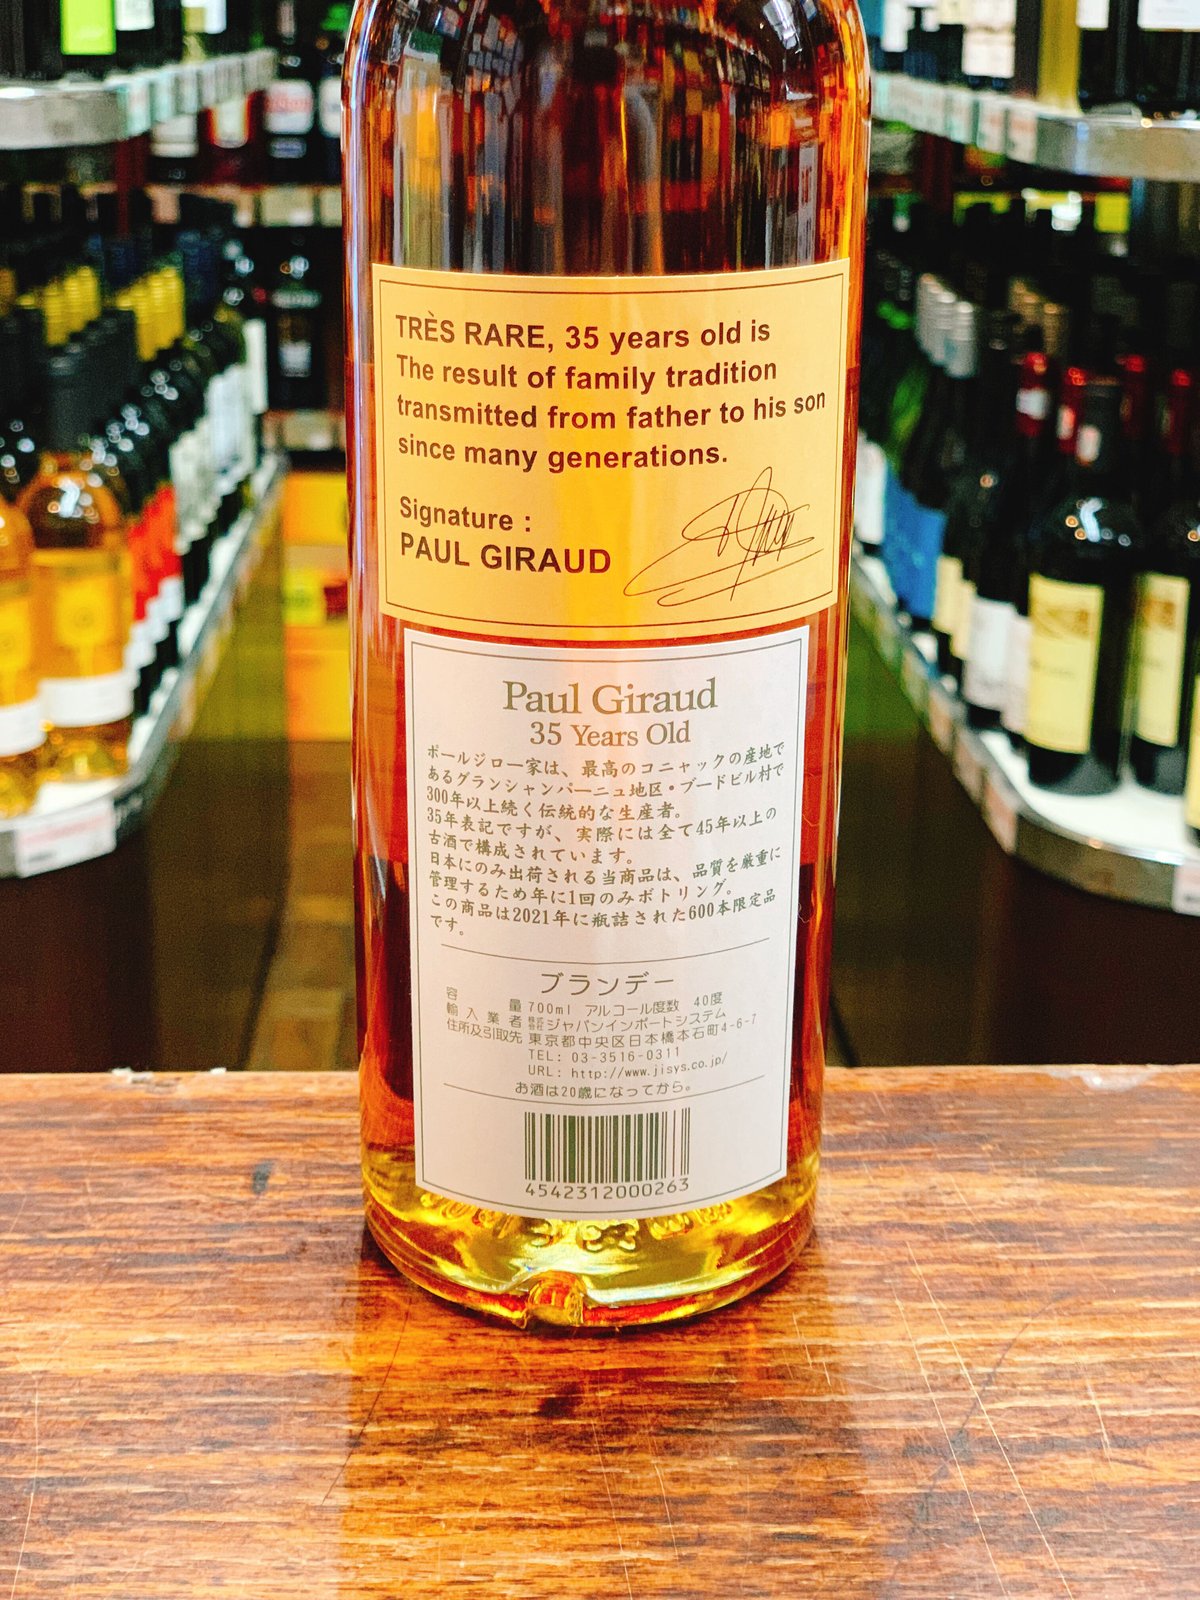 TRÈS RARE, 35 years old is
The result of family tradition
transmitted from father to his son
since many generations.
Signature :
PAUL GIRAUD
Paul Giraud
35 Years Old
ポールジロー家は、最高のコニャックの産地で
あるグランシャンパーニュ地区・ブードビル村で
300年以上続く伝統的な生産者。
35年表記ですが、実際には全て45年以上の
古酒で構成されています。
日本にのみ出荷される当商品は、品質を厳重に
管理するため年に1回のみボトリング。
この商品は2021年に瓶詰された600本限定品
です。
ブランデー
容量 700ml アルコール度数 40度
輸入業者 株式会社 ジャパンインポートシステム
住所及引取先 東京都中央区日本橋本石町4-6-7
TEL: 03-3516-0311
URL: http://www.jisys.co.jp/
お酒は20歳になってから。
4542312000263